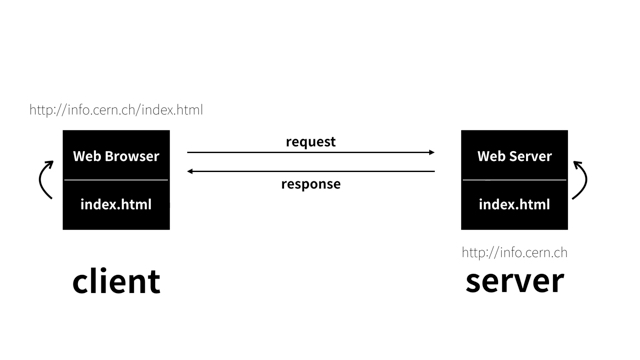 http://info.cern.ch/index.html
Web Browser
index.html
request
response
Web Server
index.html
http://info.cern.ch
client
server